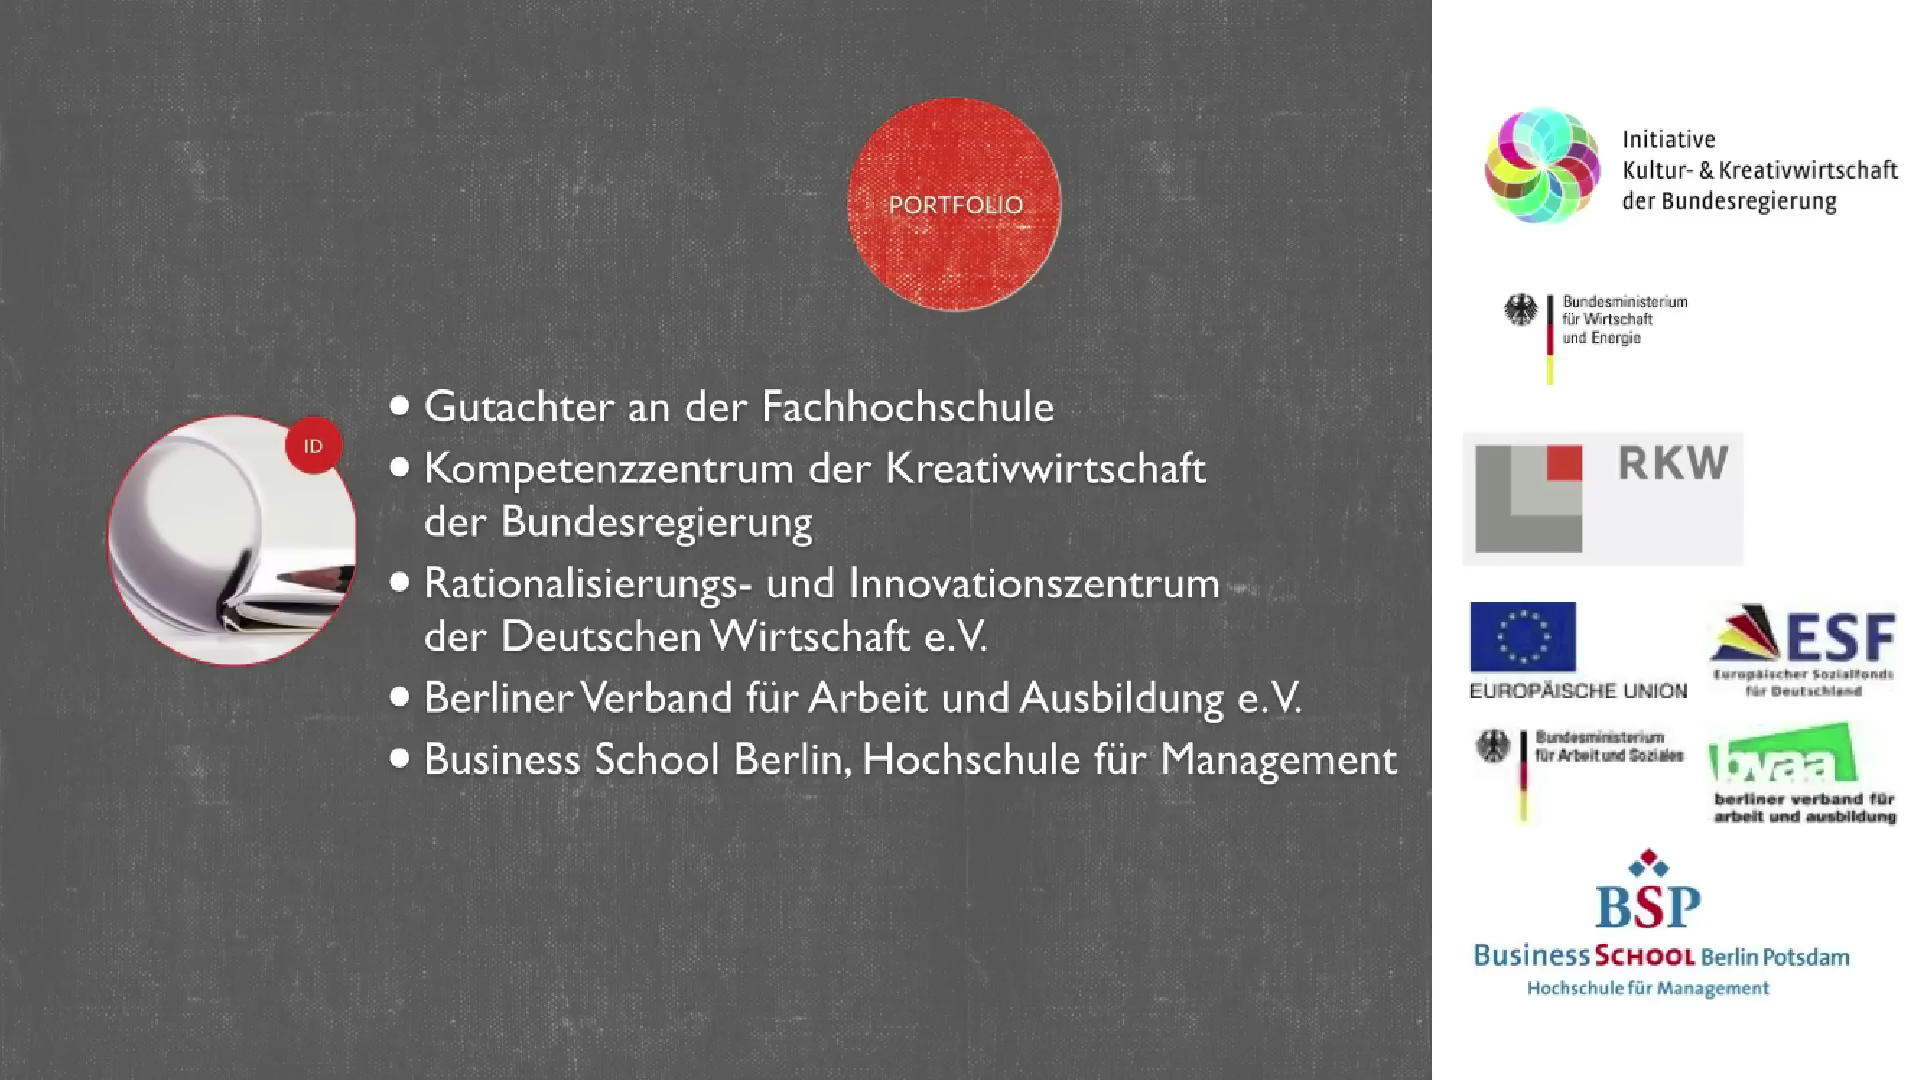 PORTFOLIO
ID
• Gutachter an der Fachhochschule
• Kompetenzzentrum der Kreativwirtschaft
der Bundesregierung
• Rationalisierungs- und Innovationszentrum
der Deutschen Wirtschaft e.V.
• Berliner Verband für Arbeit und Ausbildung e.V.
• Business School Berlin, Hochschule für Management
Initiative
Kultur- & Kreativwirtschaft
der Bundesregierung
Bundesministerium
für Wirtschaft
und Energie
RKW
EUROPÄISCHE UNION
ESF
Europäischer Sozialfonds
für Deutschland
Bundesministerium
für Arbeit und Soziales
bvaa
berliner verband für
arbeit und ausbildung
BSP
Business SCHOOL Berlin Potsdam
Hochschule für Management